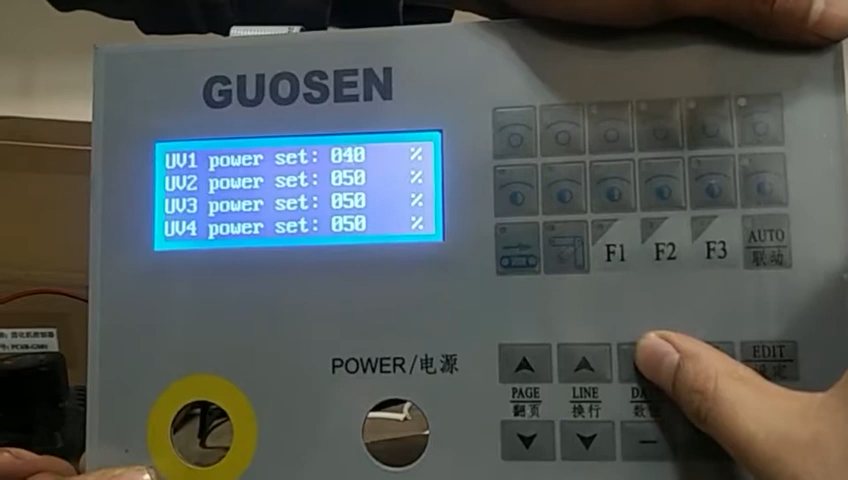 GUOSEN
UV1 power set: 040 %
UV2 power set: 050 %
UV3 power set: 050 %
UV4 power set: 050 %
F1 F2 F3 AUTO
联动
POWER/电源
EDIT
PAGE LINE
翻页 换行